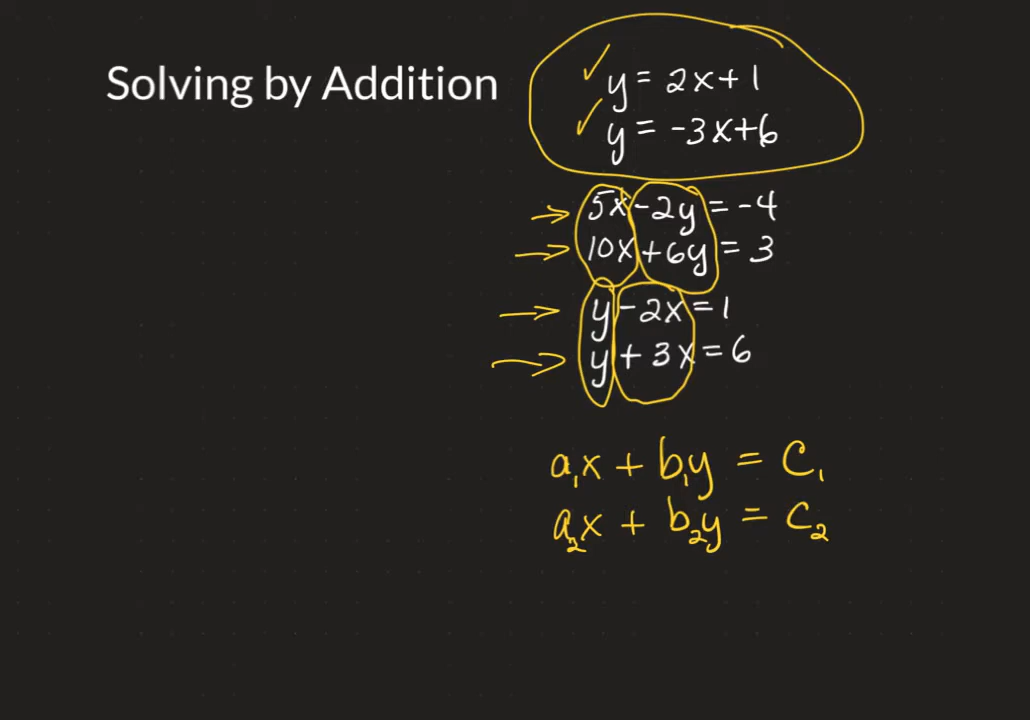 Solving by Addition
y = 2x + 1
y = -3x + 6
5x - 2y = -4
10x + 6y = 3
y - 2x = 1
y + 3x = 6
a₁x + b₁y = C₁
a₂x + b₂y = C₂